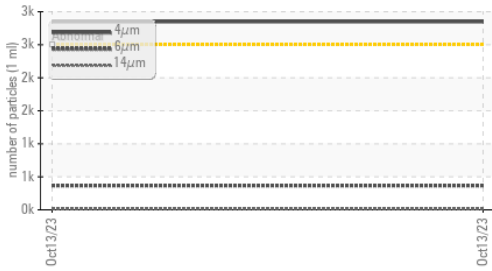 number of particles (1 ml)
3k
3k
2k
2k
1k
1k
0k
Abnormal
4μm
6μm
14μm
Oct13/23
Oct13/23